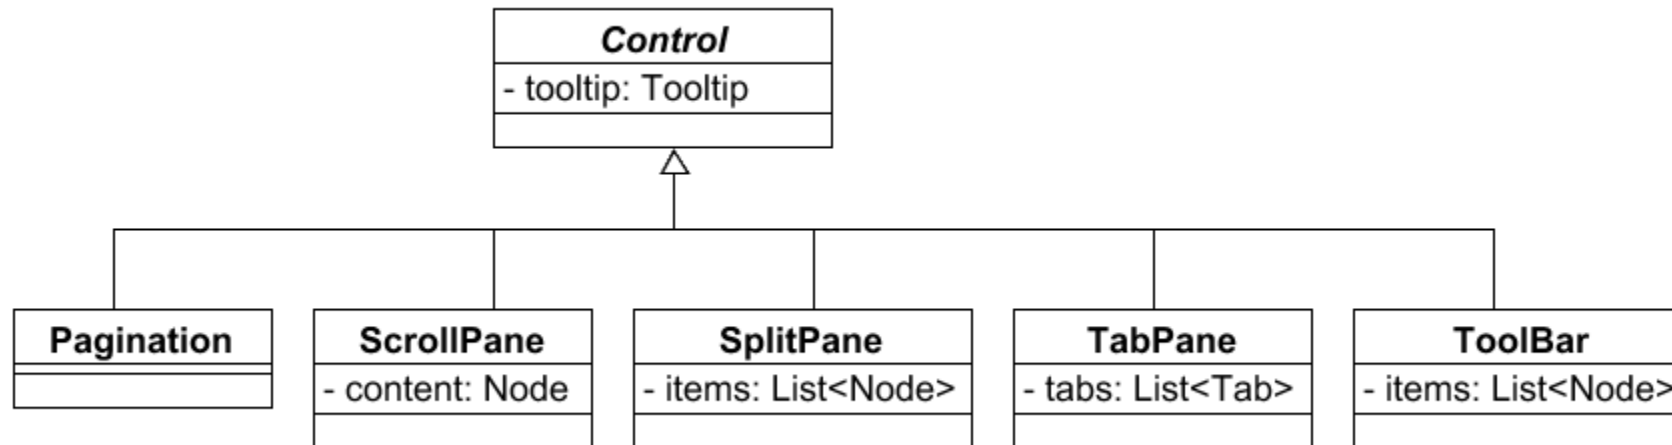 Control
- tooltip: Tooltip
Pagination
ScrollPane
SplitPane
TabPane
ToolBar
- content: Node
- items: List<Node>
- tabs: List<Tab>
- items: List<Node>